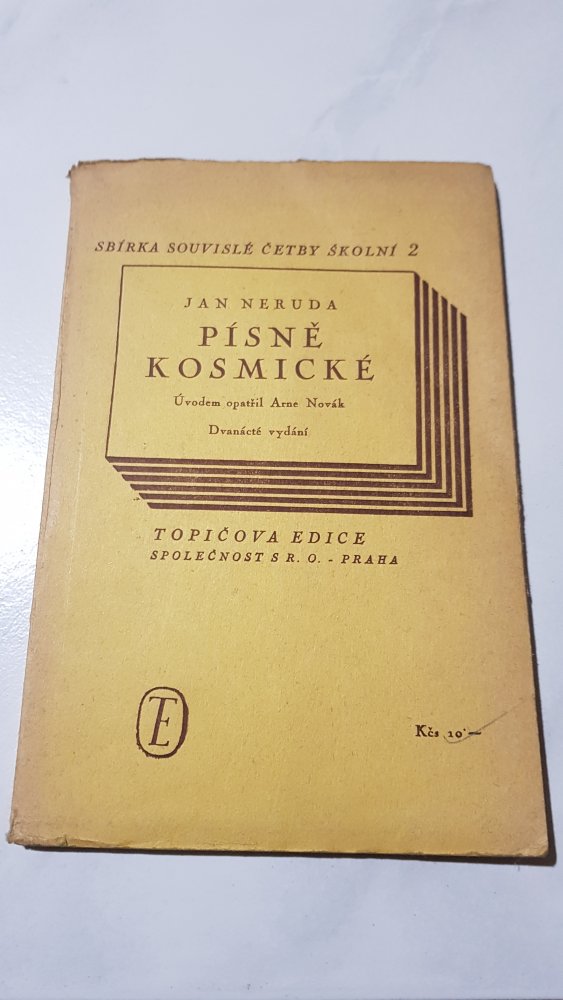 SBÍRKA SOUVISLÉ ČETBY ŠKOLNÍ 2
JAN NERUDA
PÍSNĚ
KOSMICKÉ
Úvodem opatřil Arne Novák
Dvanácté vydání
TOPIČOVA EDICE
SPOLEČNOST S R. O. - PRAHA
TE
Kčs 10·—